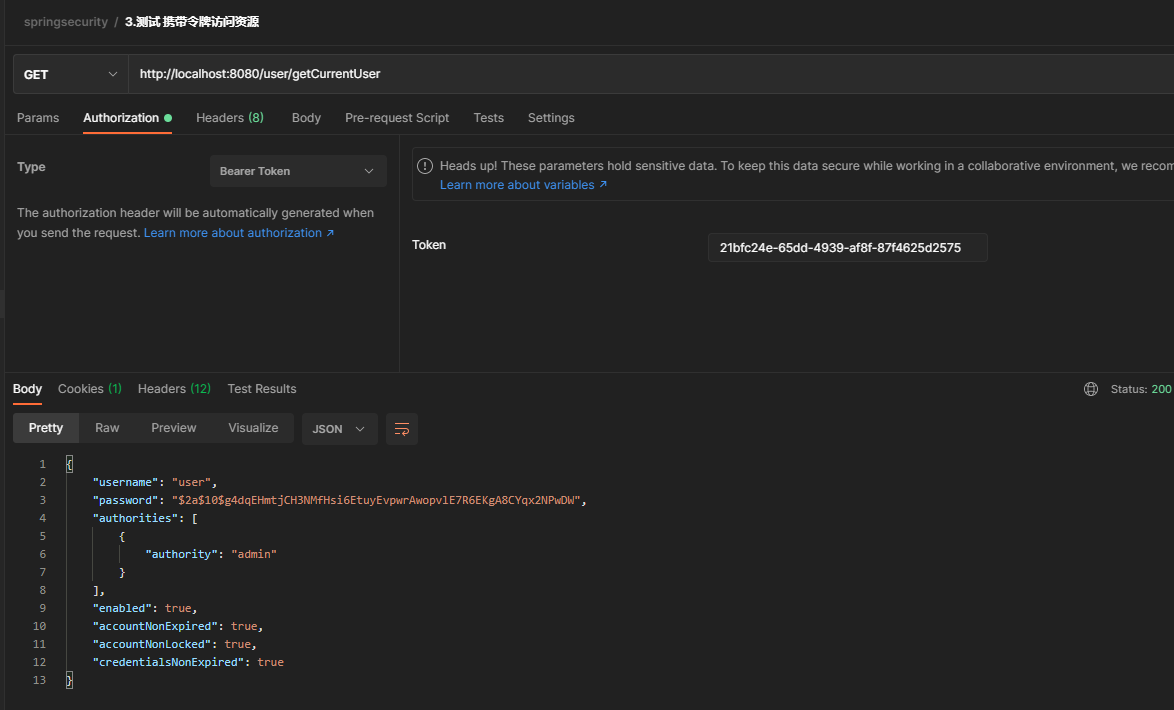 springsecurity / 3.测试 携带令牌访问资源
GET http://localhost:8080/user/getCurrentUser
Params Authorization Headers (8) Body Pre-request Script Tests Settings
Type Bearer Token
The authorization header will be automatically generated when
you send the request. Learn more about authorization ↗
Heads up! These parameters hold sensitive data. To keep this data secure while working in a collaborative environment, we recom
Learn more about variables ↗
Token 21bfc24e-65dd-4939-af8f-87f4625d2575
Body Cookies (1) Headers (12) Test Results Status: 200
Pretty Raw Preview Visualize JSON
1 {
2 "username": "user",
3 "password": "$2a$10$g4dqEHmtjCH3NMfHsi6EtuyEvpwrAwopvlE7R6EKgA8CYqx2NPwDW",
4 "authorities": [
5 {
6 "authority": "admin"
7 }
8 ],
9 "enabled": true,
10 "accountNonExpired": true,
11 "accountNonLocked": true,
12 "credentialsNonExpired": true
13 }